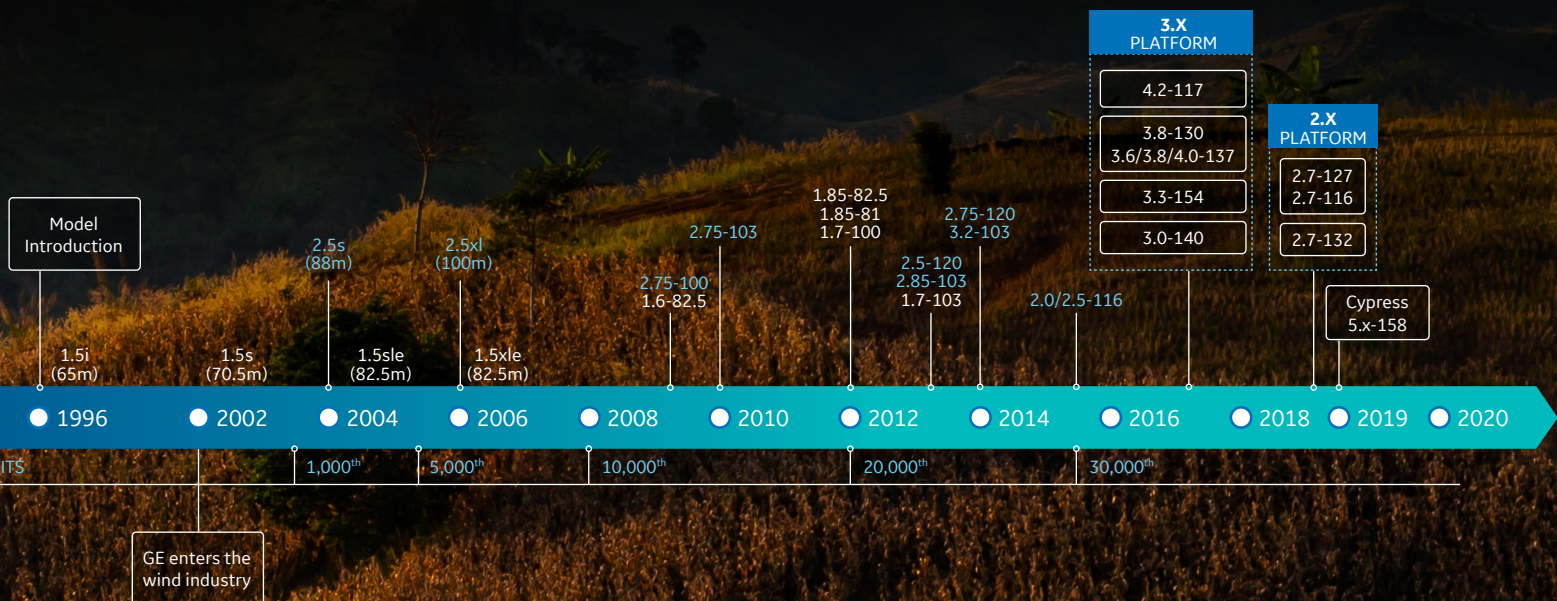 3.X
PLATFORM
4.2-117
3.8-130
3.6/3.8/4.0-137
3.3-154
3.0-140
2.X
PLATFORM
2.7-127
2.7-116
2.7-132
Model
Introduction
1.5i
(65m)
1.5s
(70.5m)
2.5s
(88m)
1.5sle
(82.5m)
2.5xl
(100m)
1.5xle
(82.5m)
2.75-100
1.6-82.5
2.75-103
1.85-82.5
1.85-81
1.7-100
2.5-120
2.85-103
1.7-103
2.75-120
3.2-103
2.0/2.5-116
Cypress
5.x-158
1996
2002
2004
2006
2008
2010
2012
2014
2016
2018
2019
2020
ITS
1,000th
5,000th
10,000th
20,000th
30,000th
GE enters the
wind industry